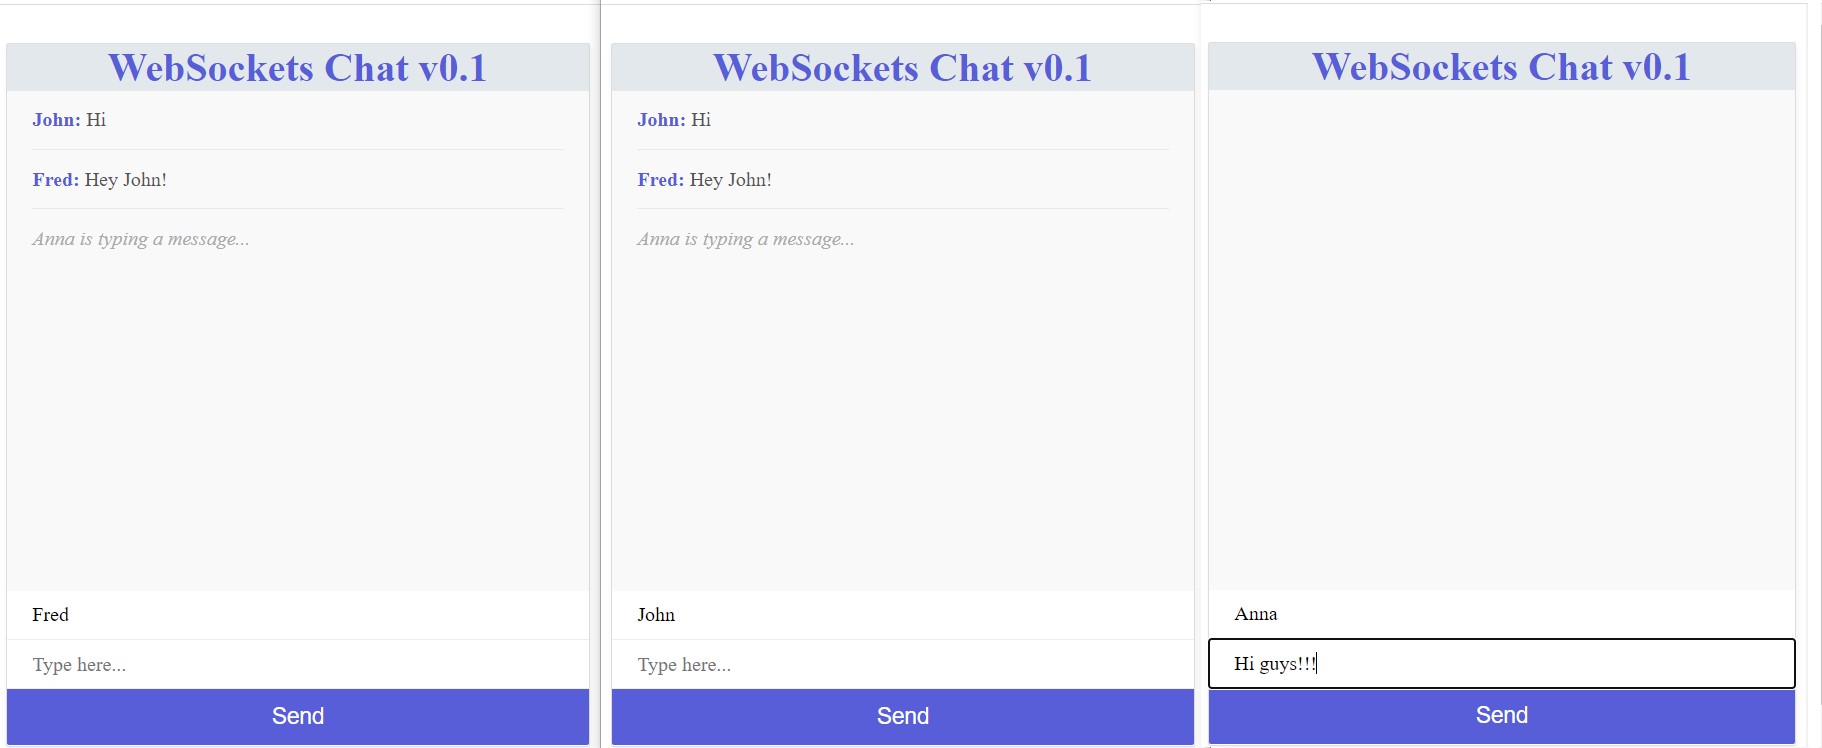 WebSockets Chat v0.1
John: Hi
Fred: Hey John!
Anna is typing a message...
Fred
Type here...
Send
WebSockets Chat v0.1
John: Hi
Fred: Hey John!
Anna is typing a message...
John
Type here...
Send
WebSockets Chat v0.1
Anna
Hi guys!!!
Send